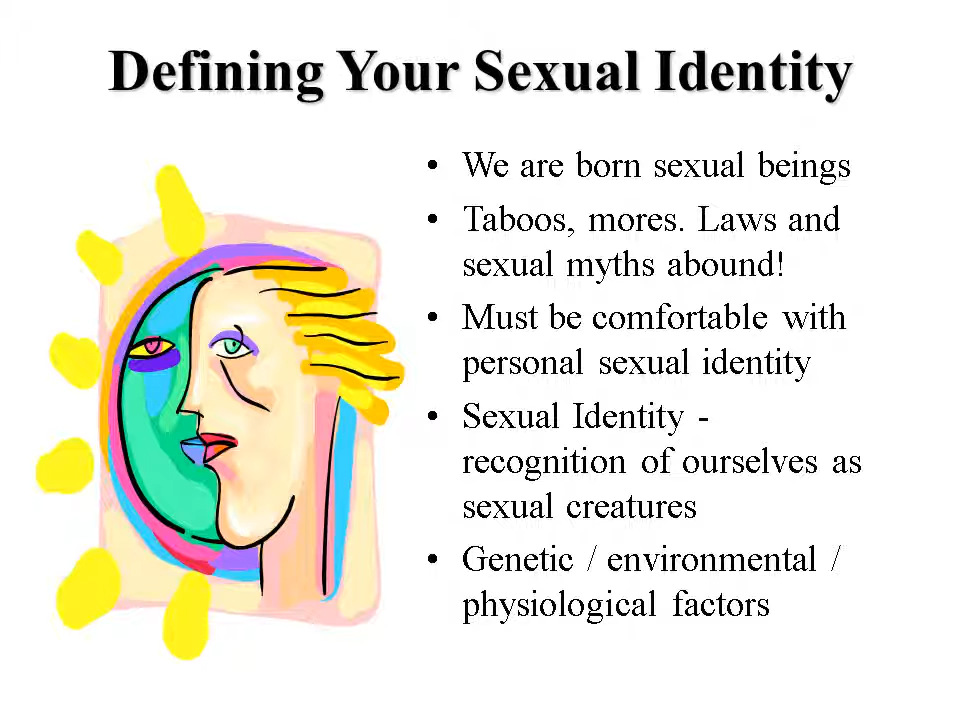 Defining Your Sexual Identity
• We are born sexual beings
• Taboos, mores. Laws and
sexual myths abound!
• Must be comfortable with
personal sexual identity
• Sexual Identity -
recognition of ourselves as
sexual creatures
• Genetic / environmental /
physiological factors